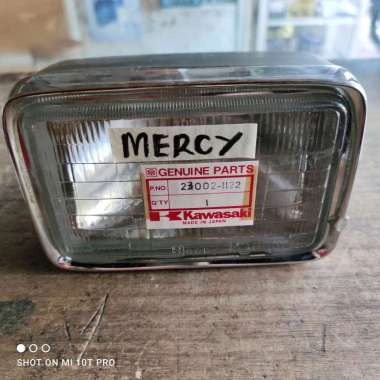 MERCY
GENUINE PARTS
P.NO. 23002-1122
Q'TY 1
Kawasaki
MADE IN JAPAN
SHOT ON MI 10T PRO